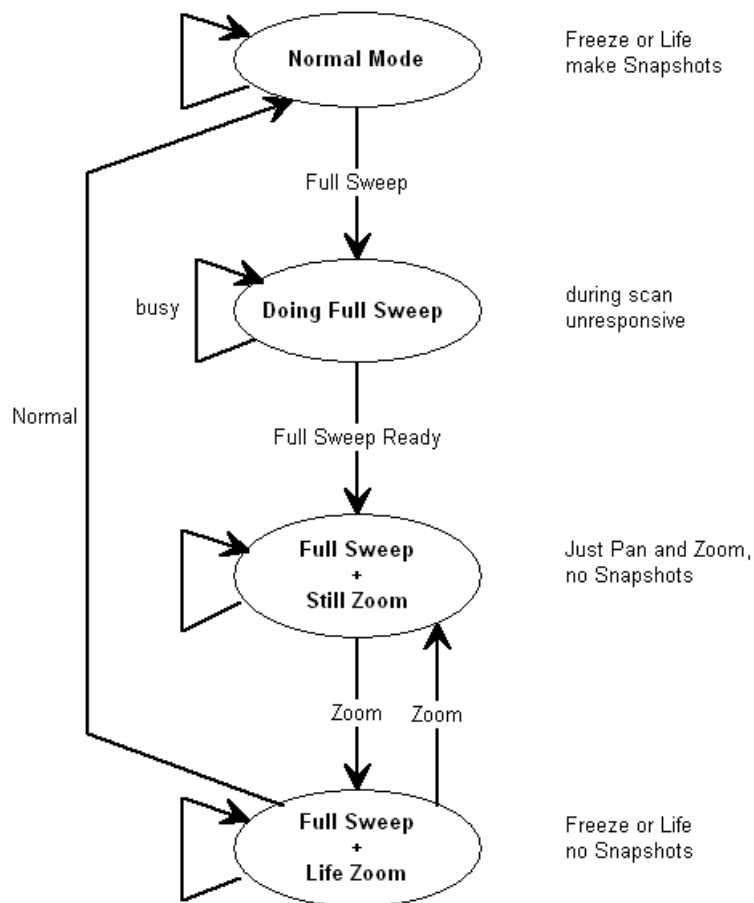 Normal Mode
Freeze or Life
make Snapshots
Full Sweep
busy
Doing Full Sweep
during scan
unresponsive
Normal
Full Sweep Ready
Full Sweep
+
Still Zoom
Just Pan and Zoom,
no Snapshots
Zoom
Zoom
Full Sweep
+
Life Zoom
Freeze or Life
no Snapshots